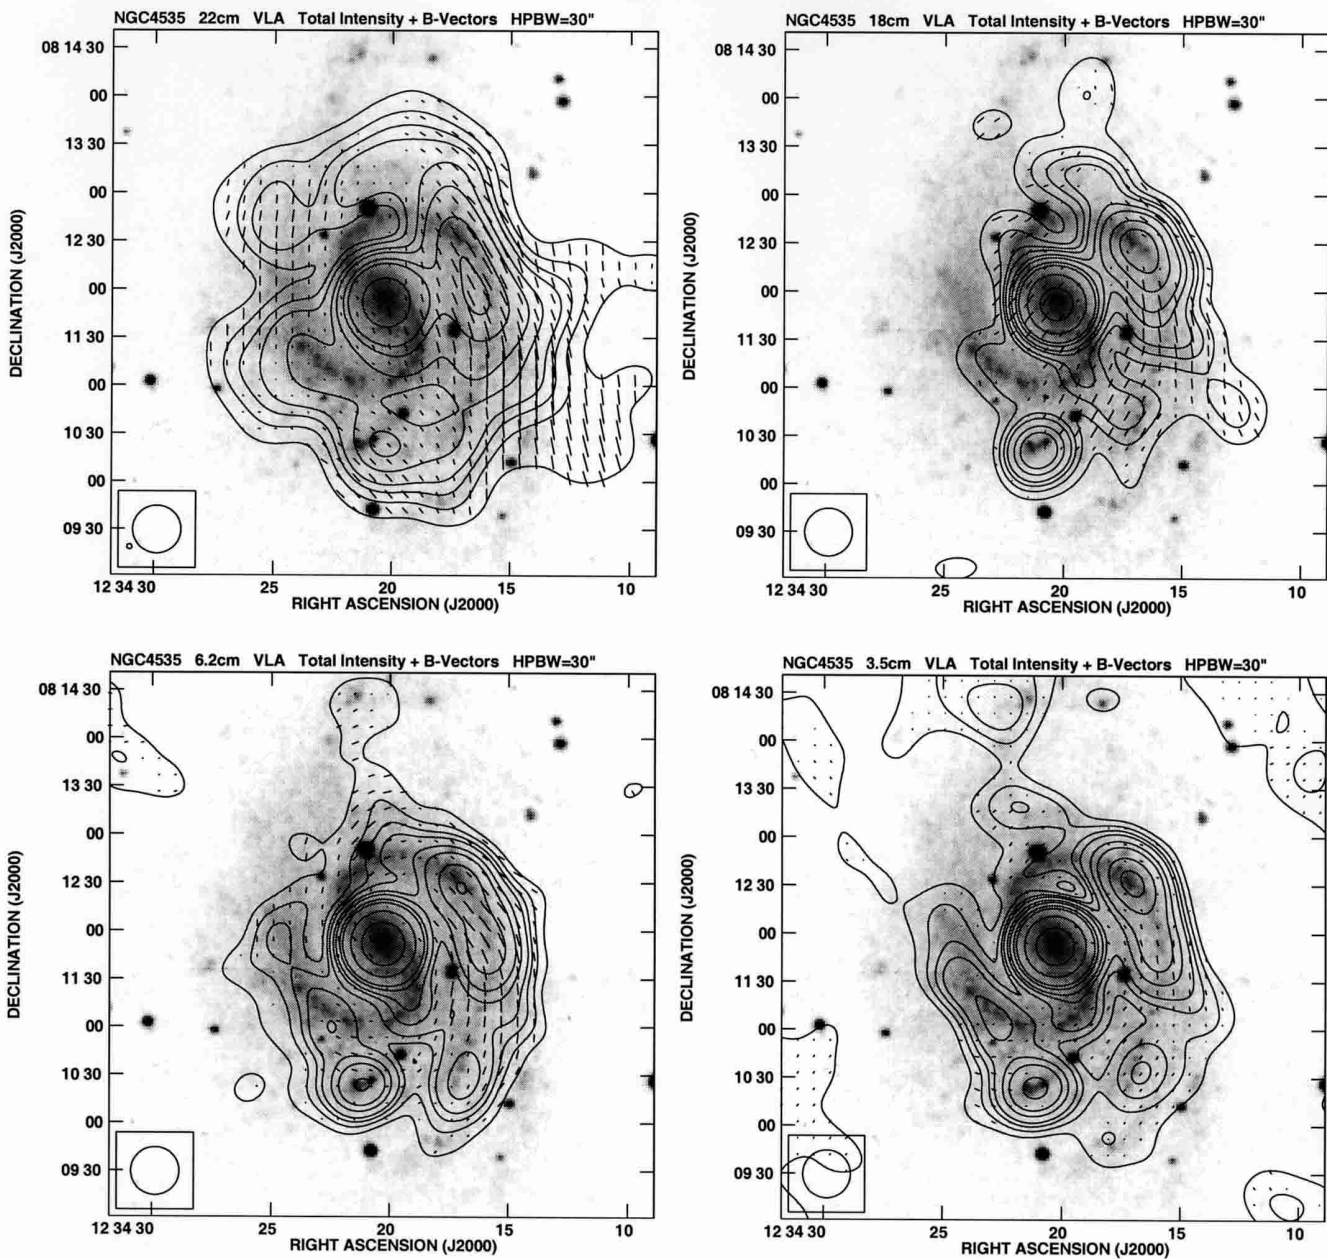 NGC4535 22cm VLA Total Intensity + B-Vectors HPBW=30"
DECLINATION (J2000)
08 14 30
00
13 30
00
12 30
00
11 30
00
10 30
00
09 30
12 34 30
25
20
15
10
RIGHT ASCENSION (J2000)
NGC4535 18cm VLA Total Intensity + B-Vectors HPBW=30"
DECLINATION (J2000)
08 14 30
00
13 30
00
12 30
00
11 30
00
10 30
00
09 30
12 34 30
25
20
15
10
RIGHT ASCENSION (J2000)
NGC4535 6.2cm VLA Total Intensity + B-Vectors HPBW=30"
DECLINATION (J2000)
08 14 30
00
13 30
00
12 30
00
11 30
00
10 30
00
09 30
12 34 30
25
20
15
10
RIGHT ASCENSION (J2000)
NGC4535 3.5cm VLA Total Intensity + B-Vectors HPBW=30"
DECLINATION (J2000)
08 14 30
00
13 30
00
12 30
00
11 30
00
10 30
00
09 30
12 34 30
25
20
15
10
RIGHT ASCENSION (J2000)